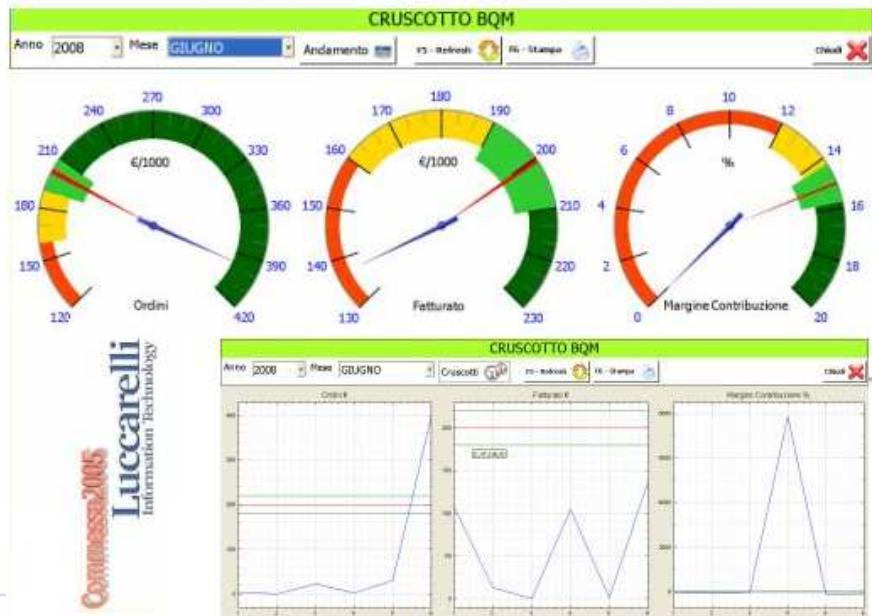 CRUSCOTTO BQM
Anno 2008 Mese GIUGNO Andamento F5 - Refresh F6 - Stampa Chiudi
120 150 180 210 240 270 300 330 360 390 420
€/1000
Ordini
130 140 150 160 170 180 190 200 210 220 230
€/1000
Fatturato
0 2 4 6 8 10 12 14 16 18 20
%
Margine Contribuzione
Commessa2005
Luccarelli
Information Technology
CRUSCOTTO BQM
Anno 2008 Mese GIUGNO Cruscotti F5 - Refresh F6 - Stampa Chiudi
Ordini €
Fatturato €
Margine Contribuzione %